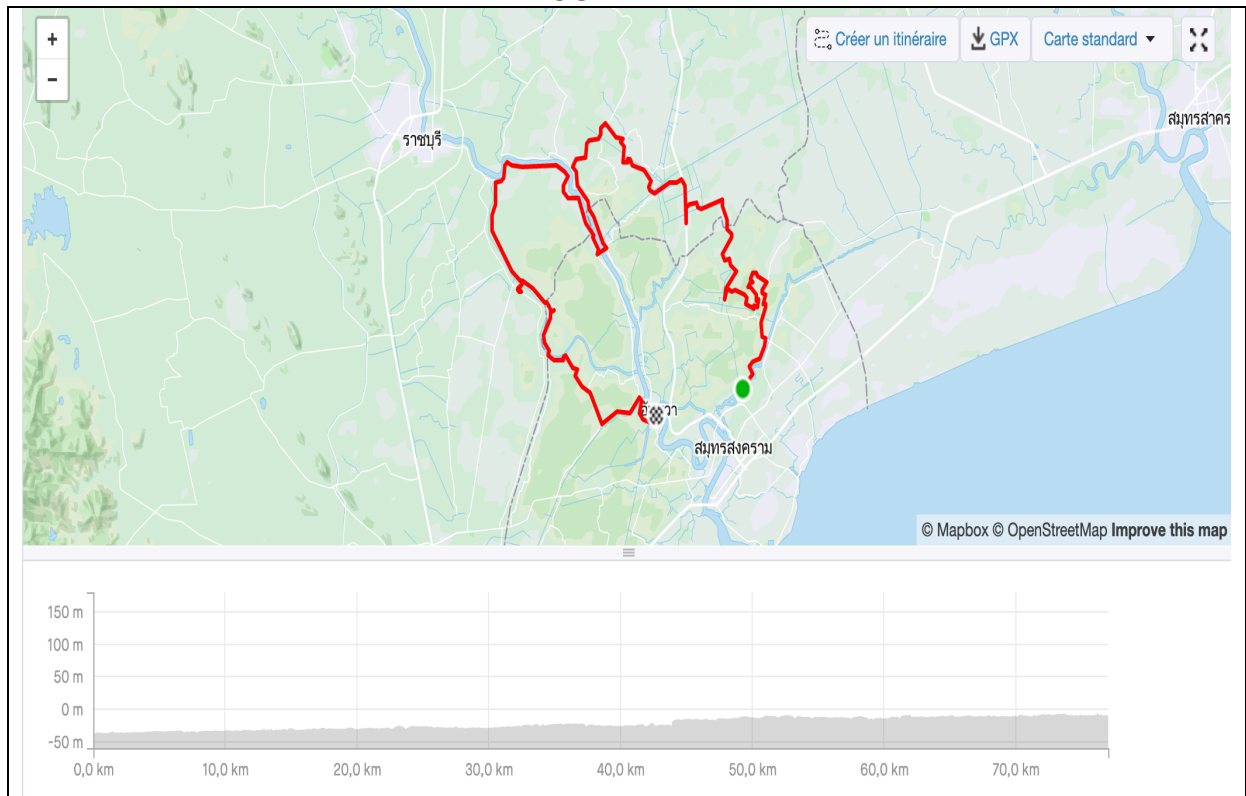 +
−
Créer un itinéraire GPX Carte standard
ราชบุรี
สมุทรสาคร
สมุทรสงคราม
© Mapbox © OpenStreetMap Improve this map
150 m
100 m
50 m
0 m
-50 m
0,0 km 10,0 km 20,0 km 30,0 km 40,0 km 50,0 km 60,0 km 70,0 km